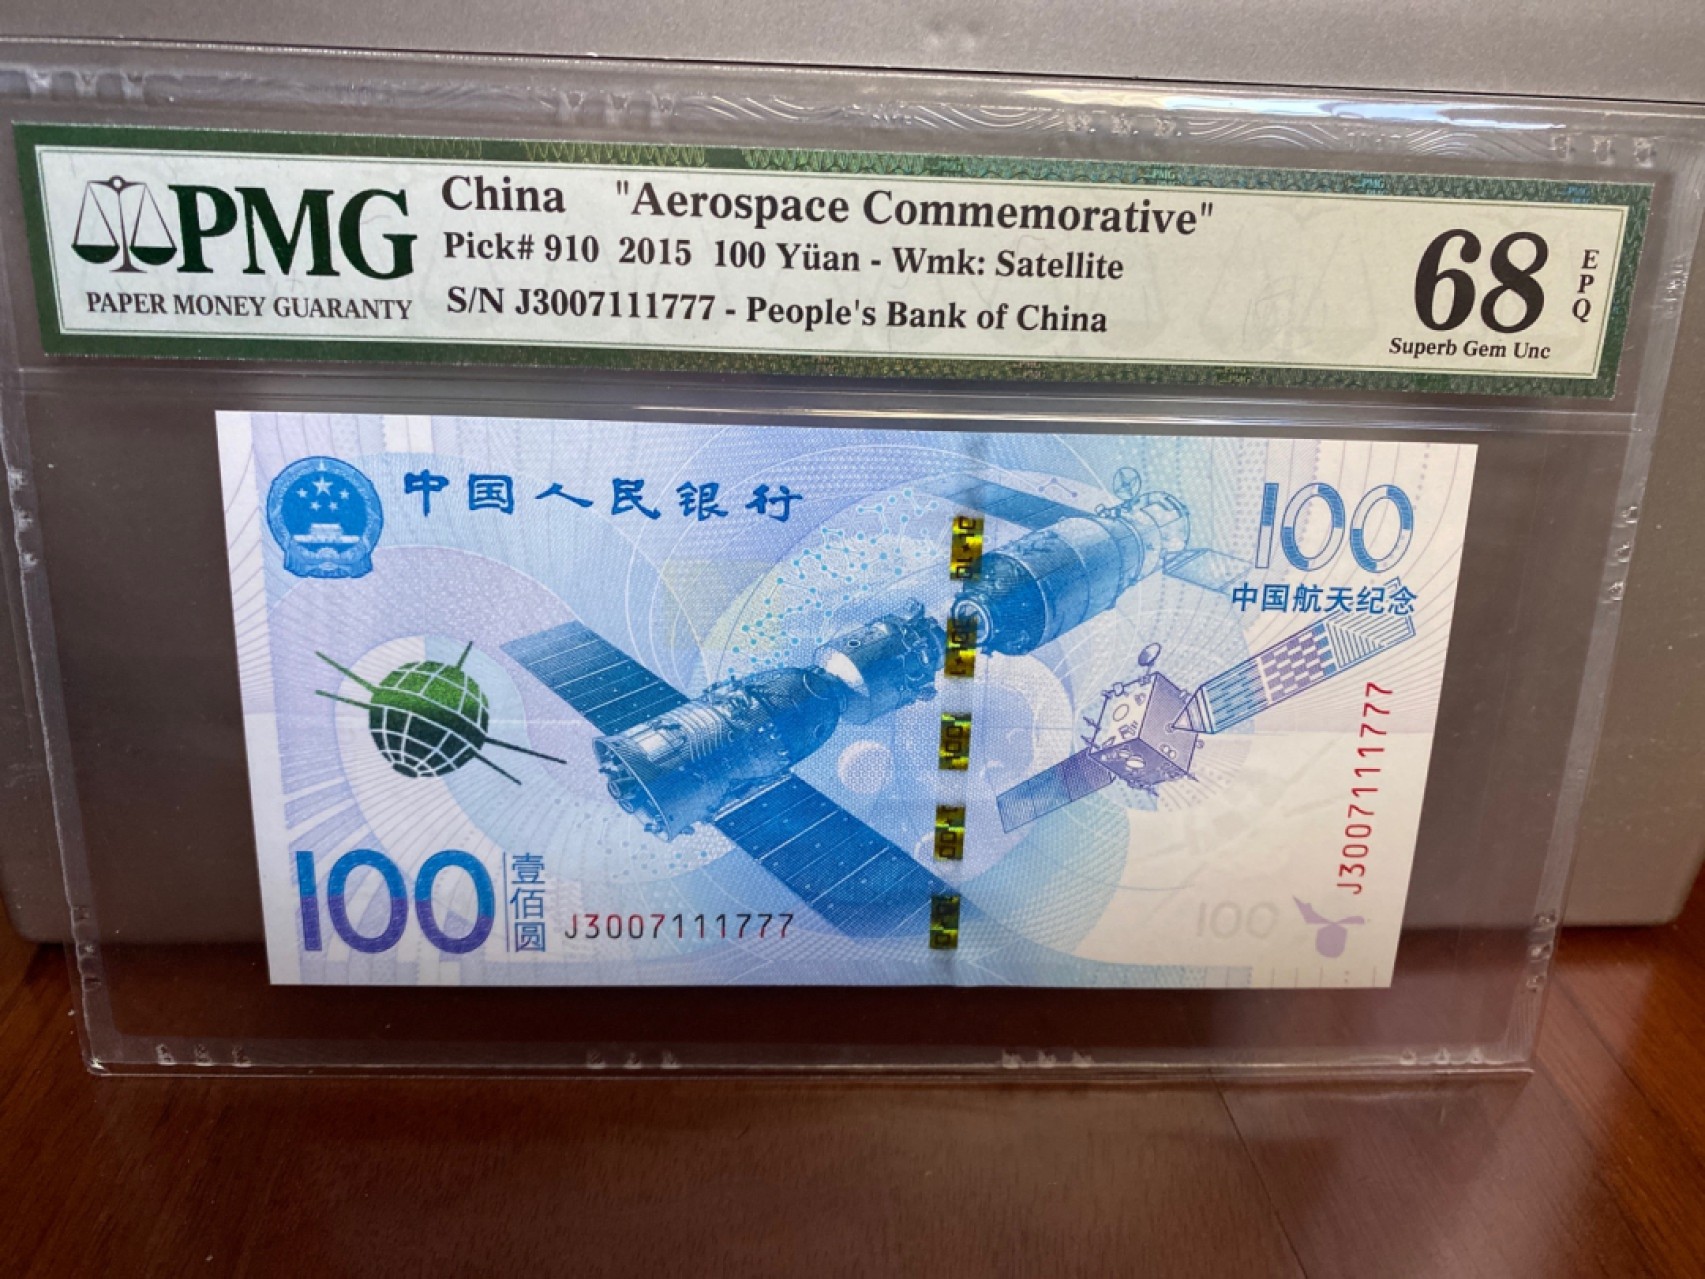 PMG
PAPER MONEY GUARANTY
China "Aerospace Commemorative"
Pick# 910 2015 100 Yüan - Wmk: Satellite
S/N J3007111777 - People's Bank of China
68
EPQ
Superb Gem Unc
中国人民银行
100
中国航天纪念
J3007111777
100
壹佰圆
J3007111777
100